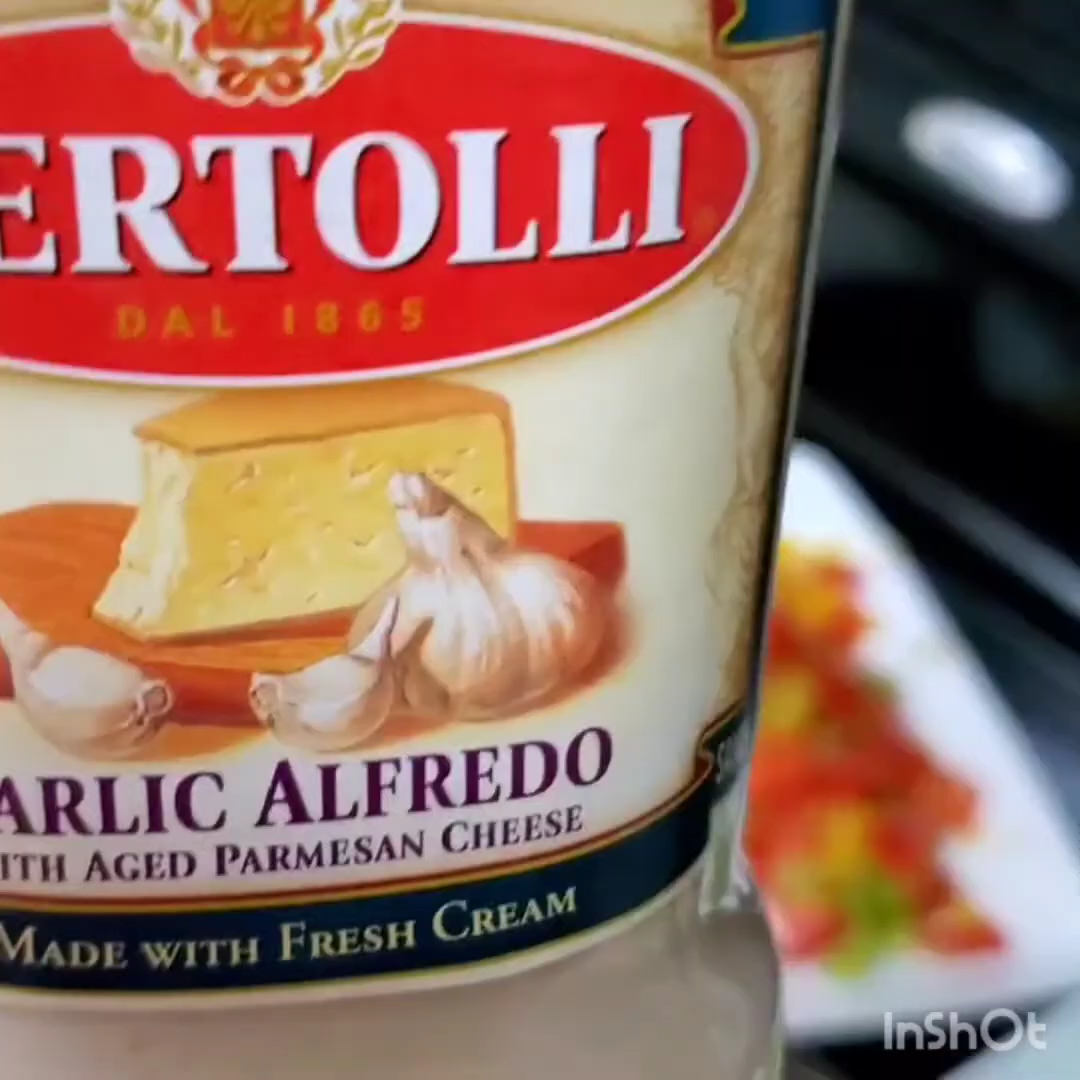 ERTOLLI
DAL 1865
ARLIC ALFREDO
ITH AGED PARMESAN CHEESE
MADE WITH FRESH CREAM
InShOt